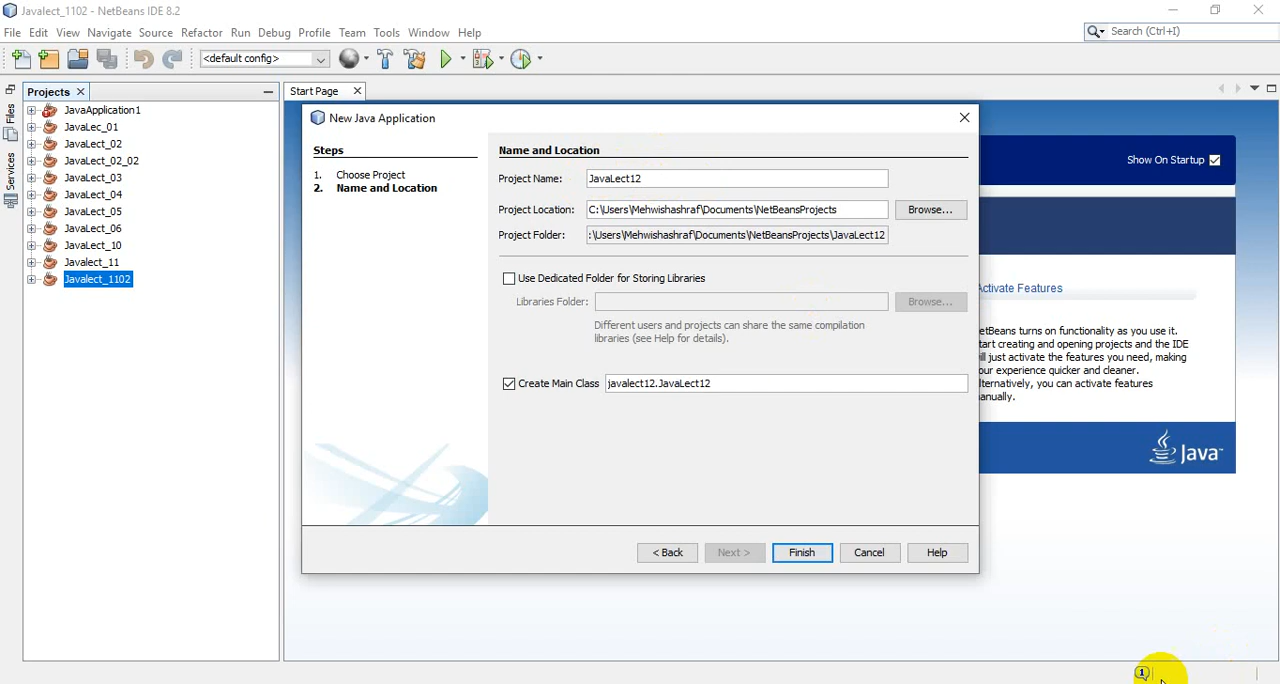 Javalect_1102 - NetBeans IDE 8.2
File Edit View Navigate Source Refactor Run Debug Profile Team Tools Window Help
Search (Ctrl+I)
<default config>
Projects
Start Page
Files
Services
JavaApplication1
JavaLec_01
JavaLect_02
JavaLect_02_02
JavaLect_03
JavaLect_04
JavaLect_05
JavaLect_06
JavaLect_10
Javalect_11
Javalect_1102
New Java Application
Steps
1. Choose Project
2. Name and Location
Name and Location
Project Name: JavaLect12
Project Location: C:\Users\Mehwishashraf\Documents\NetBeansProjects Browse...
Project Folder: :\Users\Mehwishashraf\Documents\NetBeansProjects\JavaLect12
Use Dedicated Folder for Storing Libraries
Libraries Folder: Browse...
Different users and projects can share the same compilation
libraries (see Help for details).
Create Main Class javalect12.JavaLect12
< Back Next > Finish Cancel Help
Show On Startup
Activate Features
etBeans turns on functionality as you use it.
tart creating and opening projects and the IDE
ill just activate the features you need, making
our experience quicker and cleaner.
lternatively, you can activate features
anually.
Java™
1